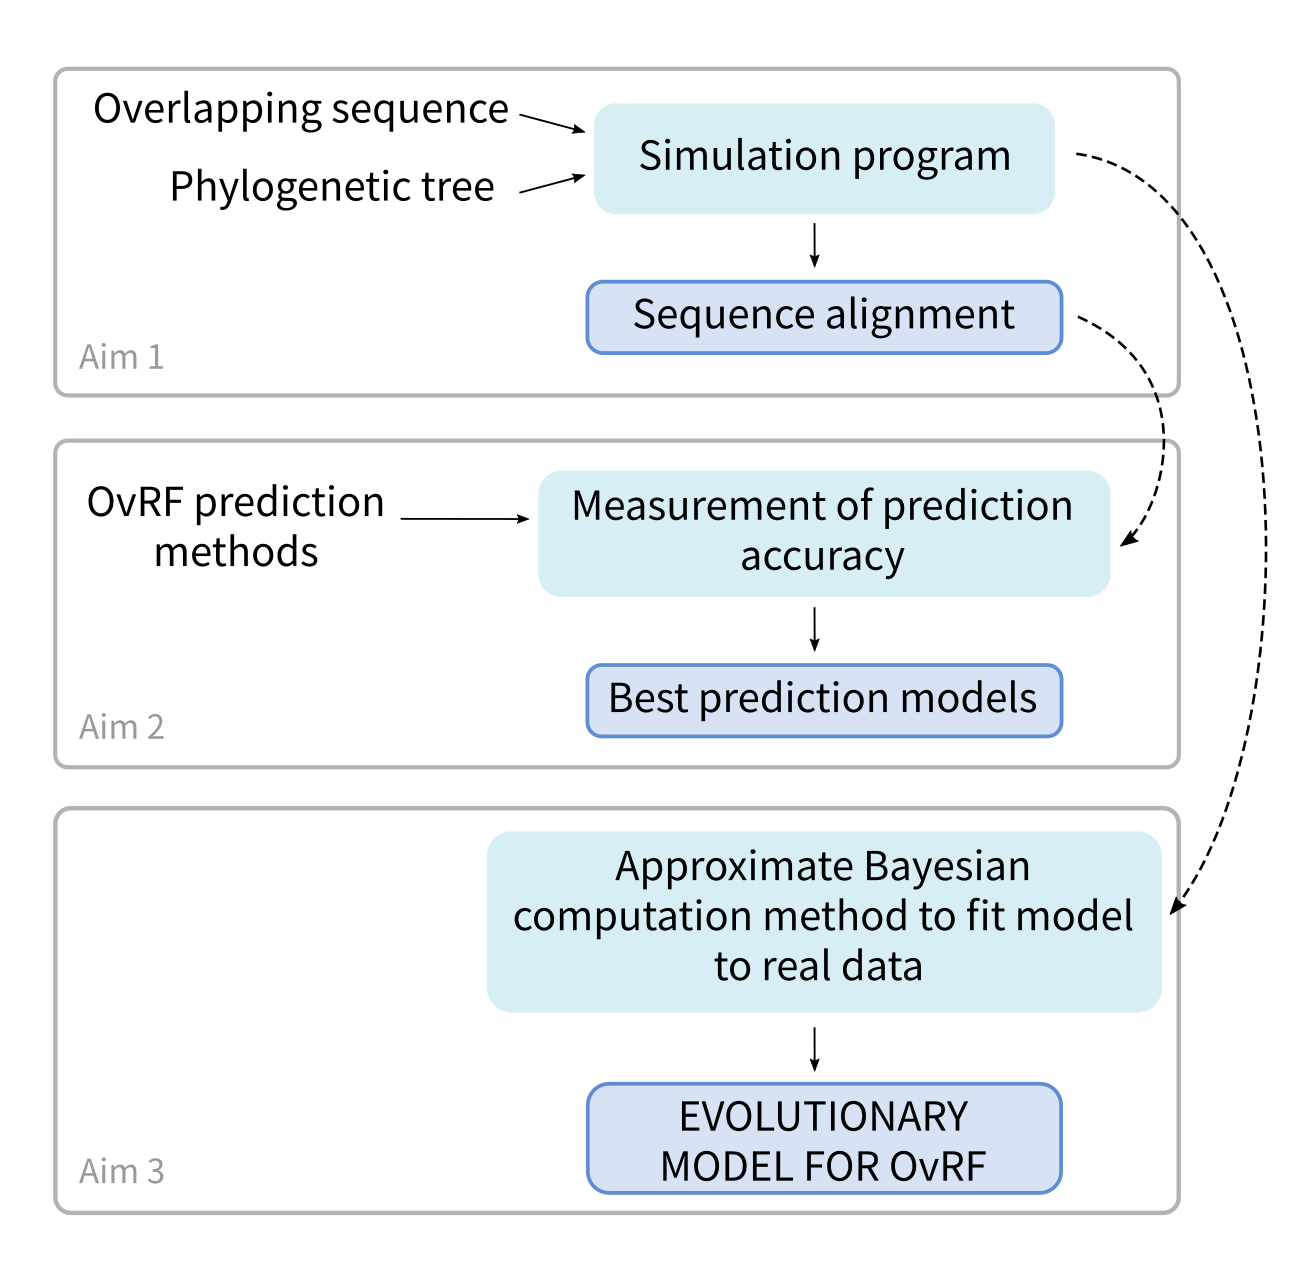 Overlapping sequence
Phylogenetic tree
Simulation program
Sequence alignment
Aim 1
OvRF prediction
methods
Measurement of prediction
accuracy
Best prediction models
Aim 2
Approximate Bayesian
computation method to fit model
to real data
EVOLUTIONARY
MODEL FOR OvRF
Aim 3